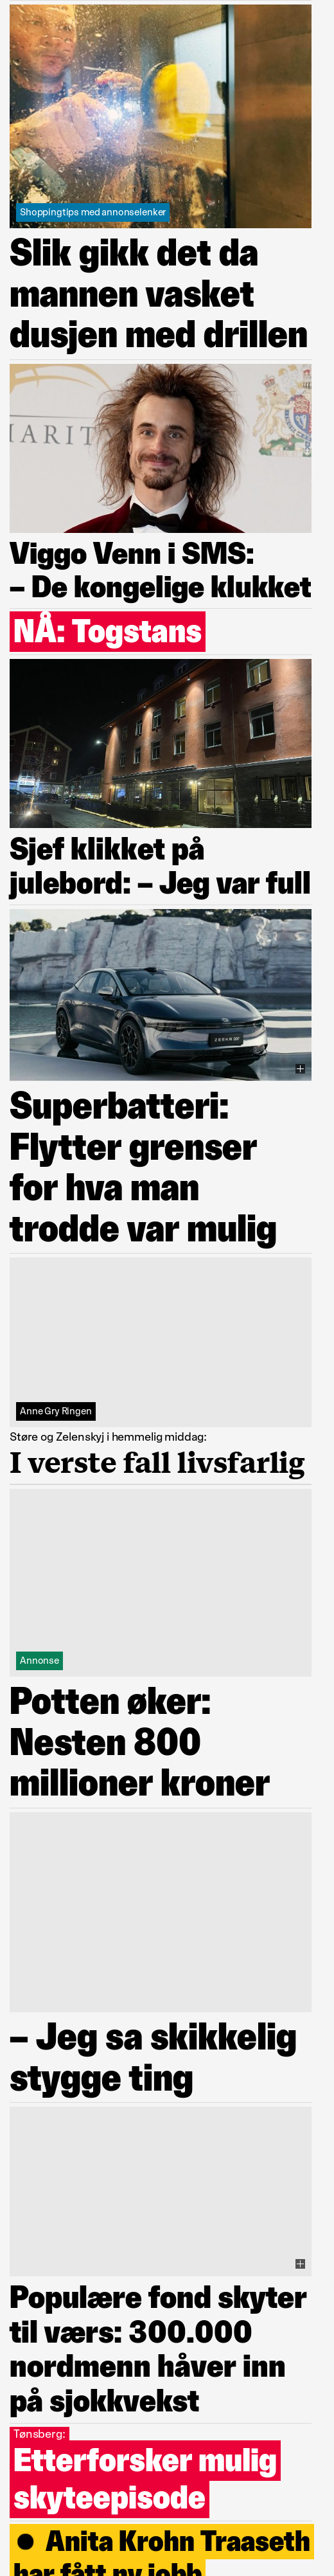 Shoppingtips med annonselenker
Slik gikk det da
mannen vasket
dusjen med drillen
ARIT
Viggo Venn i SMS:
– De kongelige klukket
NÅ: Togstans
Sjef klikket på
julebord: – Jeg var full
Superbatteri:
Flytter grenser
for hva man
trodde var mulig
Anne Gry Ringen
Støre og Zelenskyj i hemmelig middag:
I verste fall livsfarlig
Annonse
Potten øker:
Nesten 800
millioner kroner
– Jeg sa skikkelig
stygge ting
Populære fond skyter
til værs: 300.000
nordmenn håver inn
på sjokkvekst
Tønsberg:
Etterforsker mulig
skyteepisode
● Anita Krohn Traaseth
har fått ny jobb